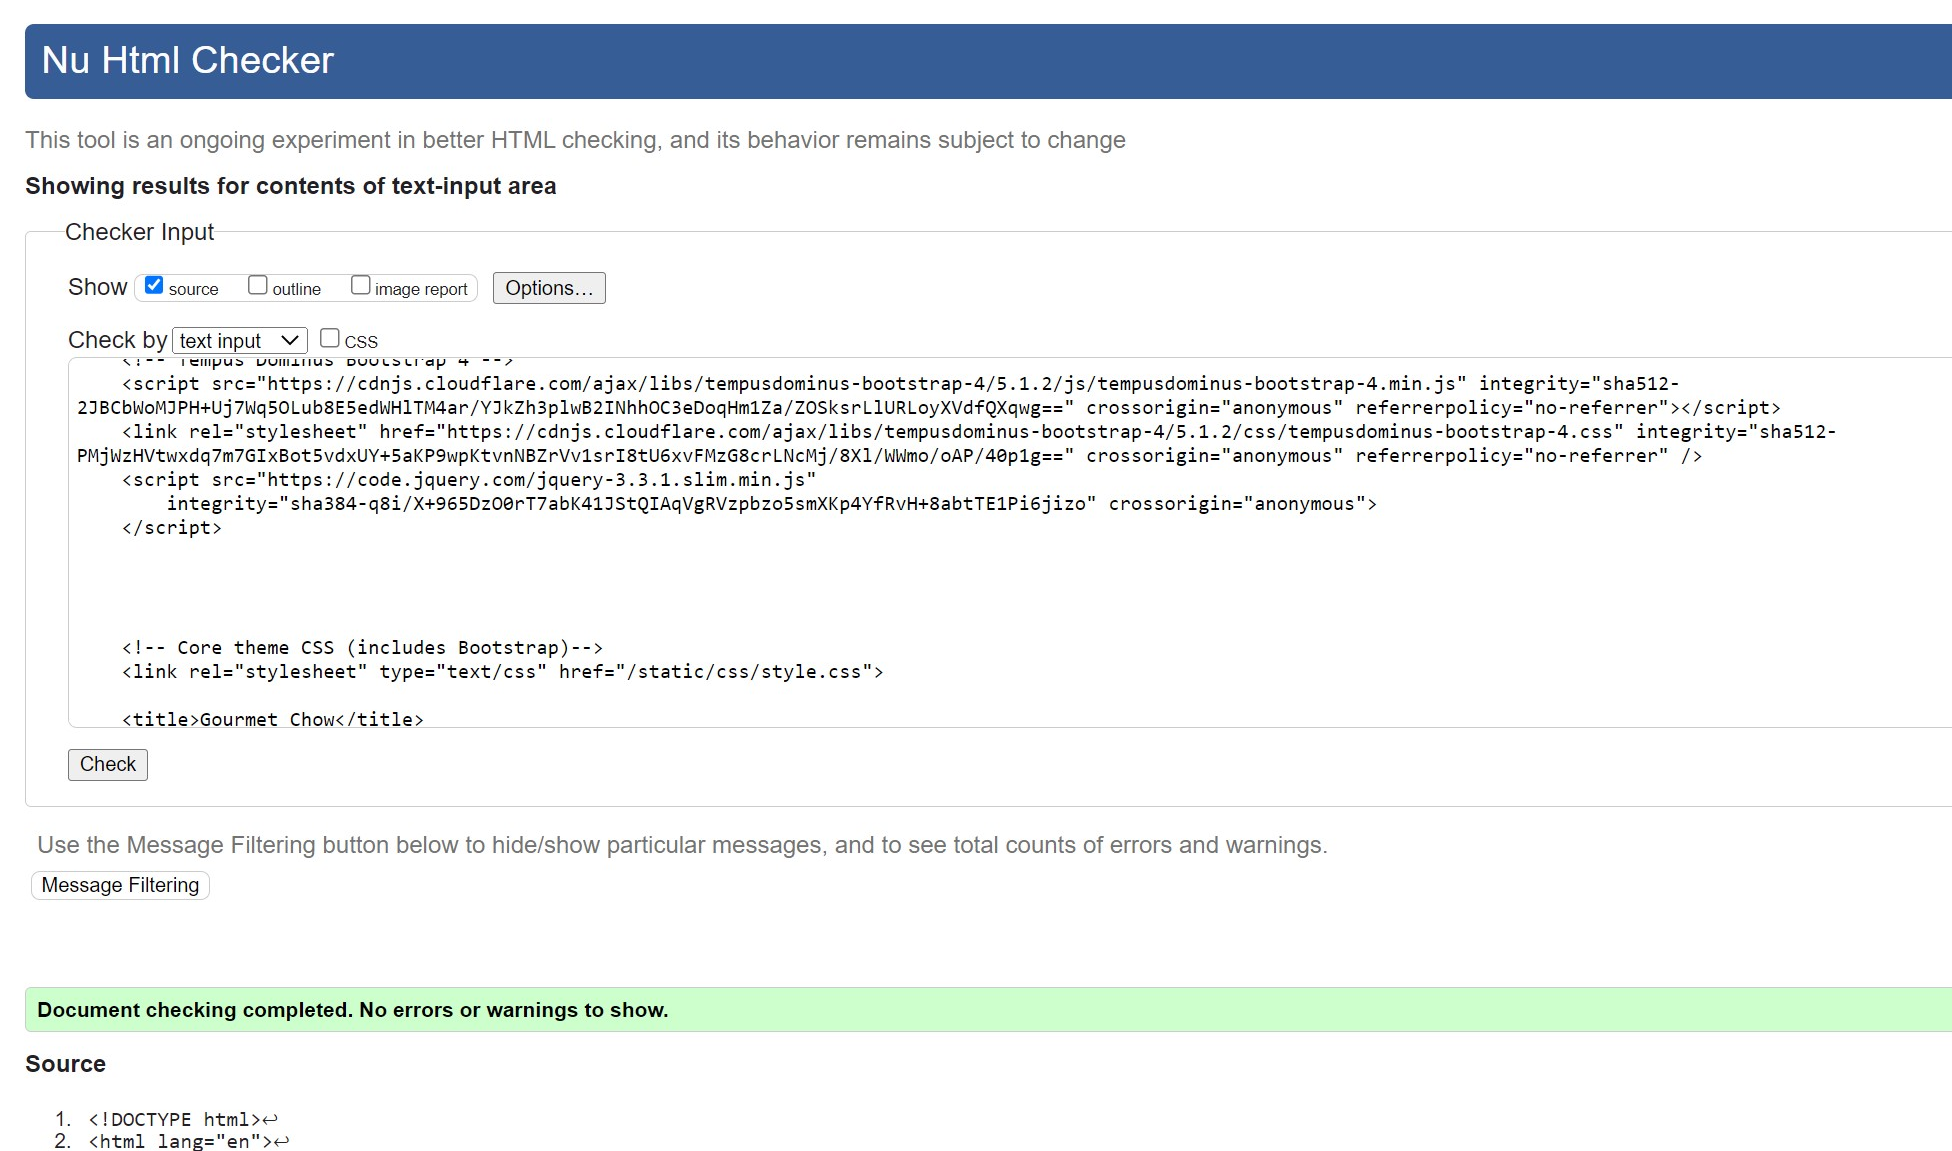 Nu Html Checker
This tool is an ongoing experiment in better HTML checking, and its behavior remains subject to change
Showing results for contents of text-input area
Checker Input
Show source outline image report Options...
Check by text input CSS
<!-- Tempus Dominus Bootstrap 4 -->
<script src="https://cdnjs.cloudflare.com/ajax/libs/tempusdominus-bootstrap-4/5.1.2/js/tempusdominus-bootstrap-4.min.js" integrity="sha512-
2JBCbWoMJPH+Uj7Wq5OLub8E5edWHlTM4ar/YJkZh3plwB2INhhOC3eDoqHm1Za/ZOSksrLlURLoyXVdfQXqwg==" crossorigin="anonymous" referrerpolicy="no-referrer"></script>
<link rel="stylesheet" href="https://cdnjs.cloudflare.com/ajax/libs/tempusdominus-bootstrap-4/5.1.2/css/tempusdominus-bootstrap-4.css" integrity="sha512-
PMjWzHVtwxdq7m7GIxBot5vdxUY+5aKP9wpKtvnNBZrVv1srI8tU6xvFMzG8crLNcMj/8Xl/WWmo/oAP/40p1g==" crossorigin="anonymous" referrerpolicy="no-referrer" />
<script src="https://code.jquery.com/jquery-3.3.1.slim.min.js"
integrity="sha384-q8i/X+965DzO0rT7abK41JStQIAqVgRVzpbzo5smXKp4YfRvH+8abtTE1Pi6jizo" crossorigin="anonymous">
</script>
<!-- Core theme CSS (includes Bootstrap)-->
<link rel="stylesheet" type="text/css" href="/static/css/style.css">
<title>Gourmet Chow</title>
Check
Use the Message Filtering button below to hide/show particular messages, and to see total counts of errors and warnings.
Message Filtering
Document checking completed. No errors or warnings to show.
Source
1. <!DOCTYPE html>↩
2. <html lang="en">↩